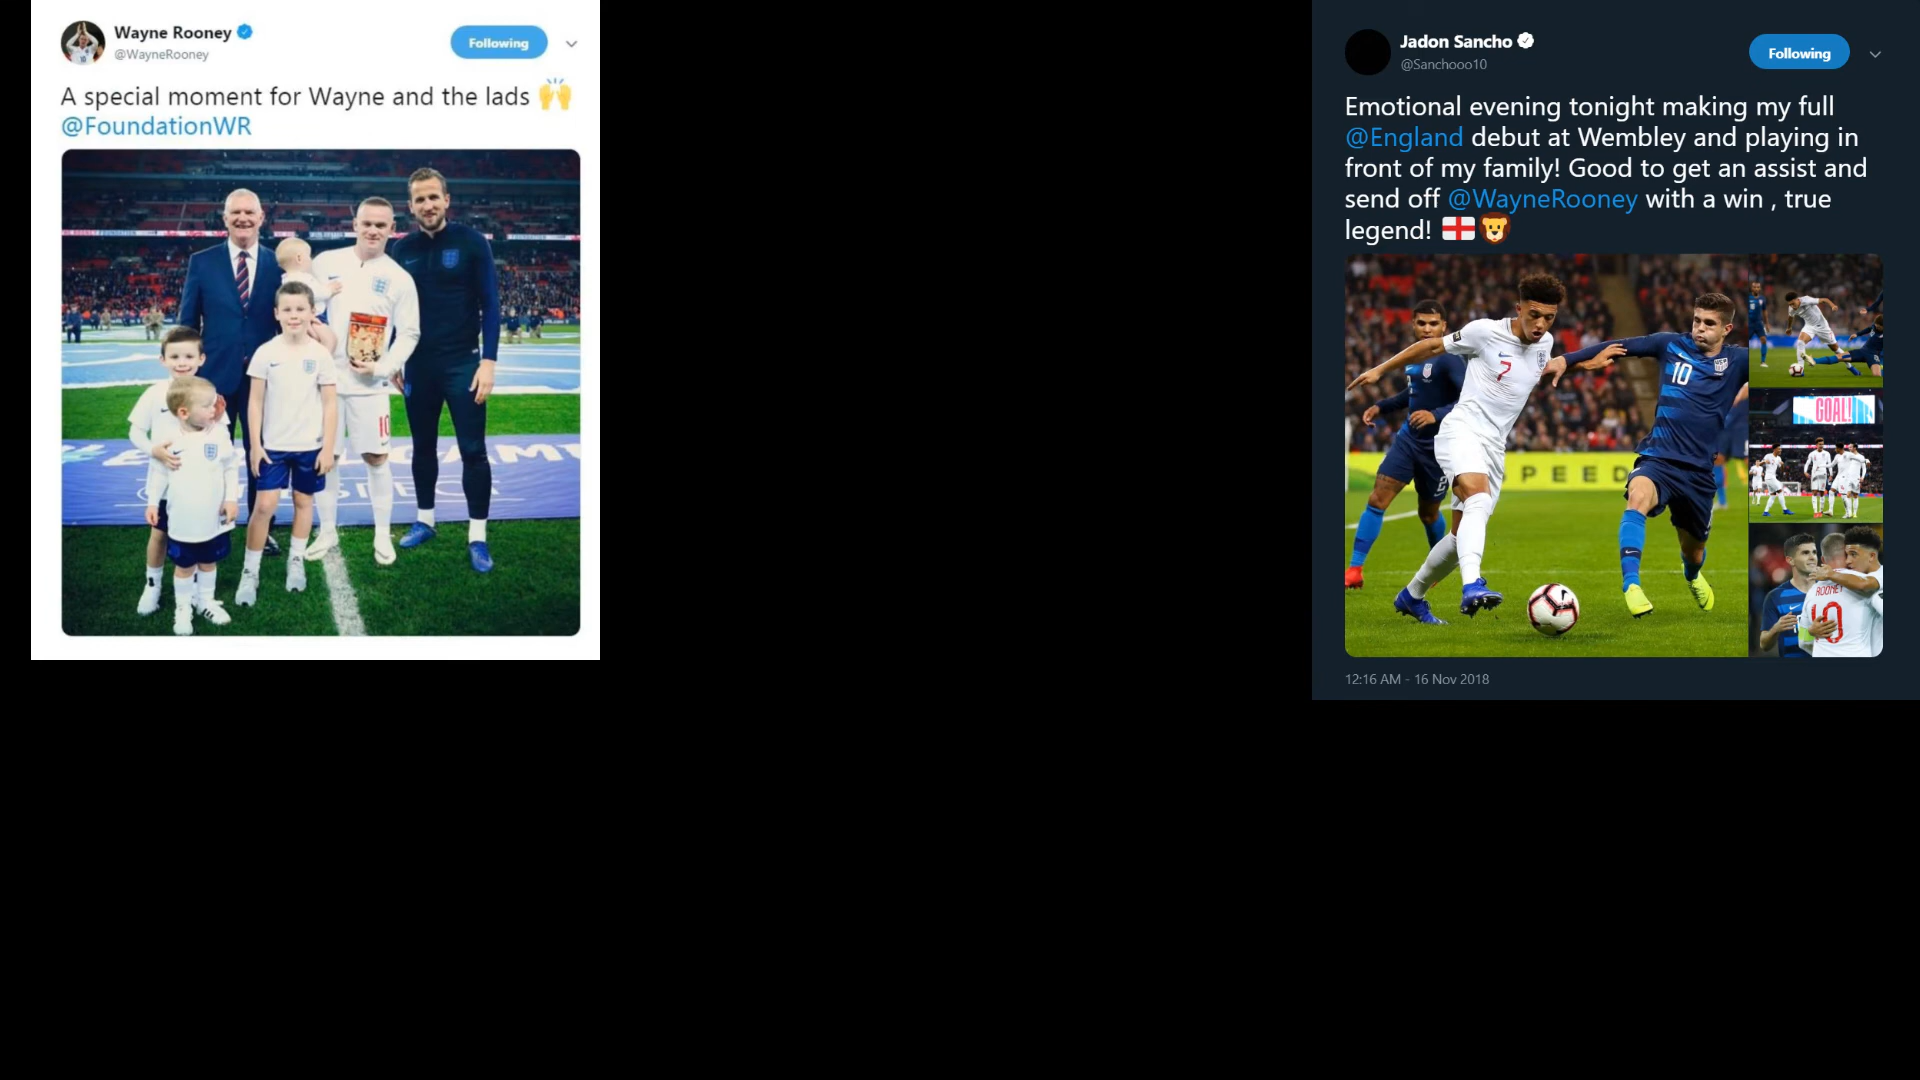 Wayne Rooney
@WayneRooney
Following
A special moment for Wayne and the lads 🙌
@FoundationWR
RESPECT
10
Jadon Sancho
@Sanchooo10
Following
Emotional evening tonight making my full
@England debut at Wembley and playing in
front of my family! Good to get an assist and
send off @WayneRooney with a win , true
legend! 🏴󠁧󠁢󠁥󠁮󠁧󠁿🦁
7
10
SPEED
GOAL!
ROONEY
10
12:16 AM - 16 Nov 2018